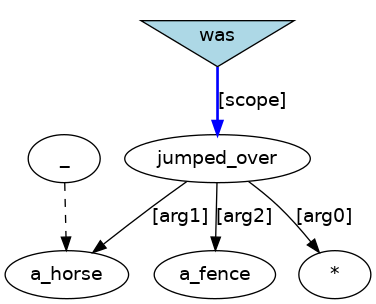 was
[scope]
_
jumped_over
[arg1]
[arg2]
[arg0]
a_horse
a_fence
*